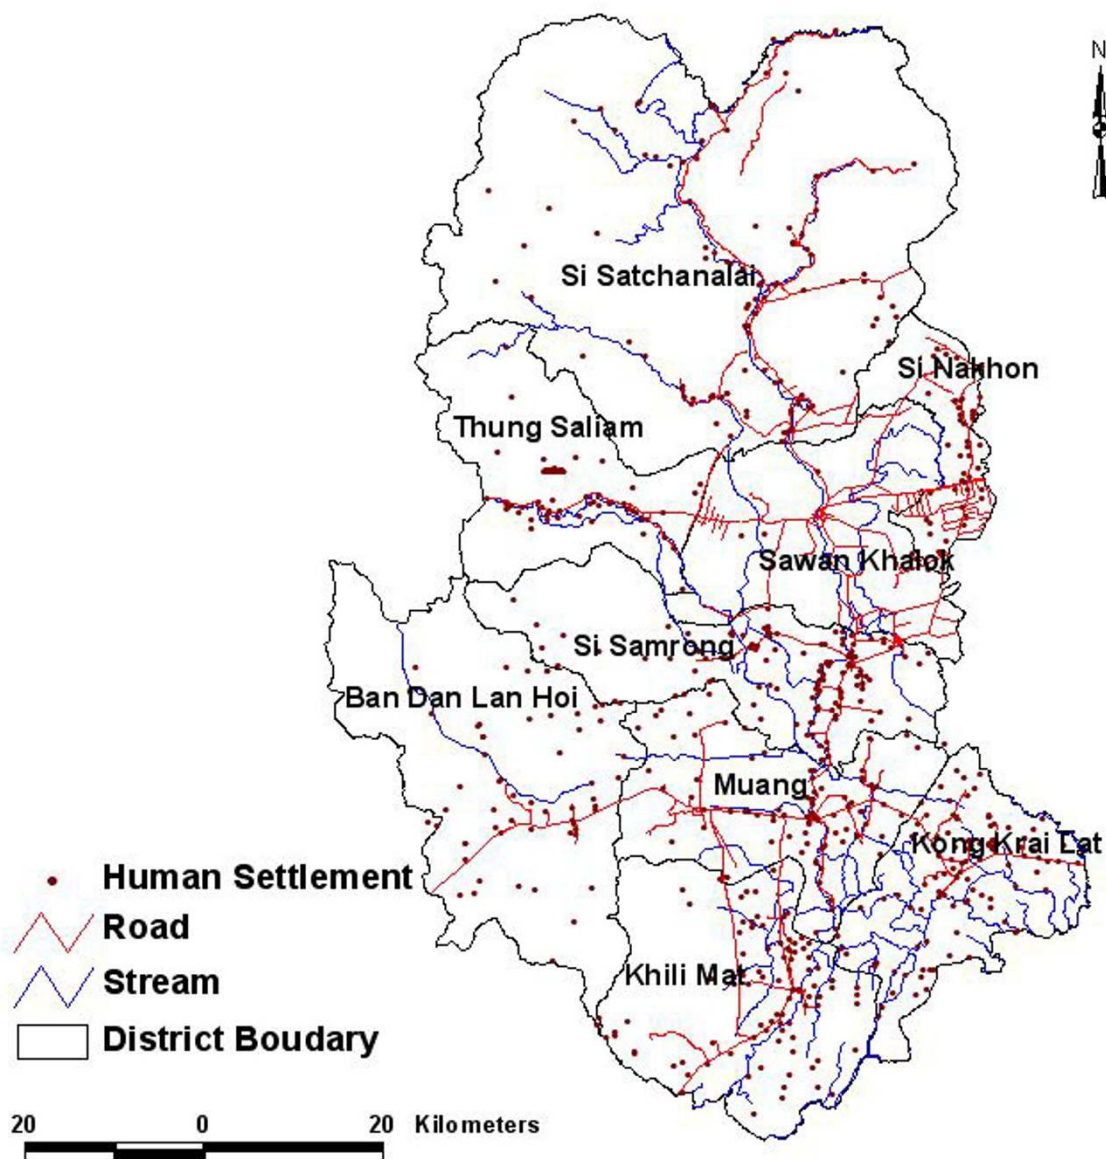 N
Si Satchanalai
Si Nakhon
Thung Saliam
Sawan Khalok
Si Samrong
Ban Dan Lan Hoi
Muang
Kong Krai Lat
Khili Mat
Human Settlement
Road
Stream
District Boudary
20 0 20 Kilometers